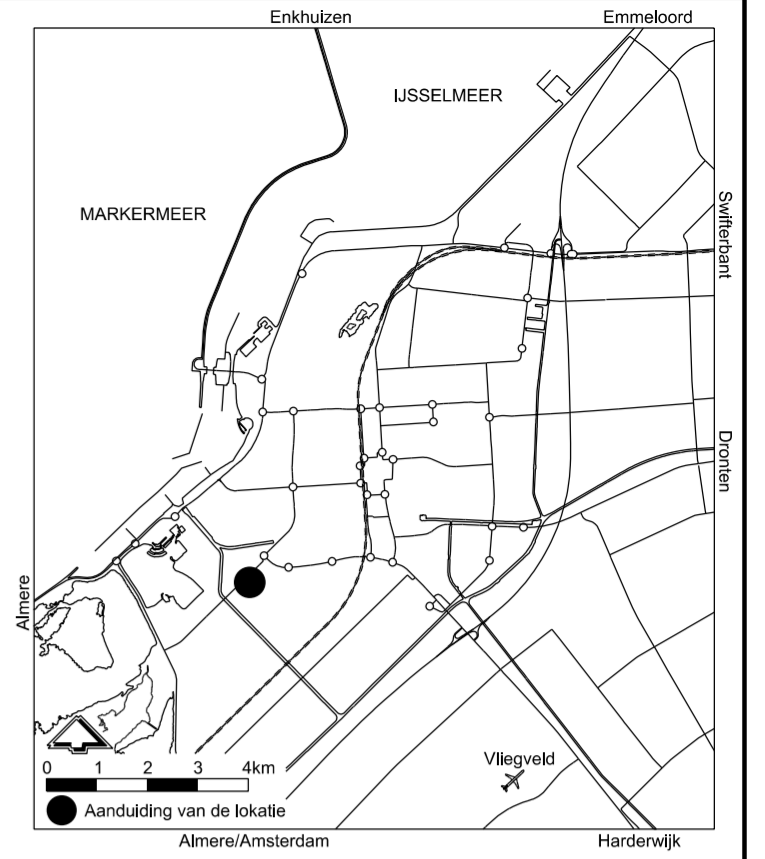 Enkhuizen
Emmeloord
IJSSELMEER
MARKERMEER
Swifterbant
Dronten
Almere
Vliegveld
0 1 2 3 4km
Aanduiding van de lokatie
Almere/Amsterdam
Harderwijk